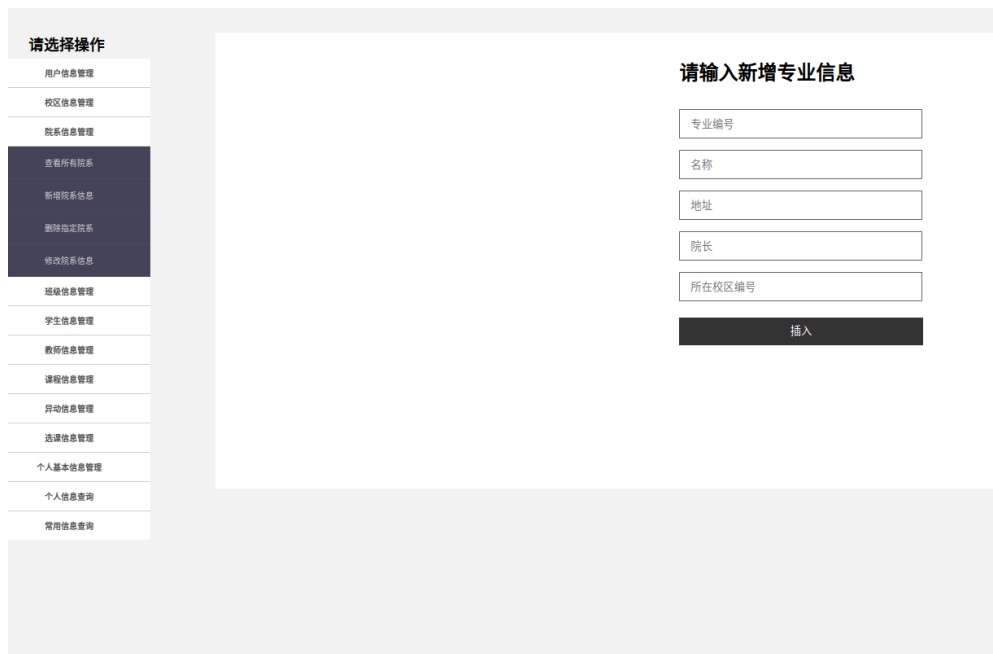 请选择操作
用户信息管理
校区信息管理
院系信息管理
查看所有院系
新增院系信息
删除指定院系
修改院系信息
班级信息管理
学生信息管理
教师信息管理
课程信息管理
异动信息管理
选课信息管理
个人基本信息管理
个人信息查询
常用信息查询
请输入新增专业信息
专业编号
名称
地址
院长
所在校区编号
插入